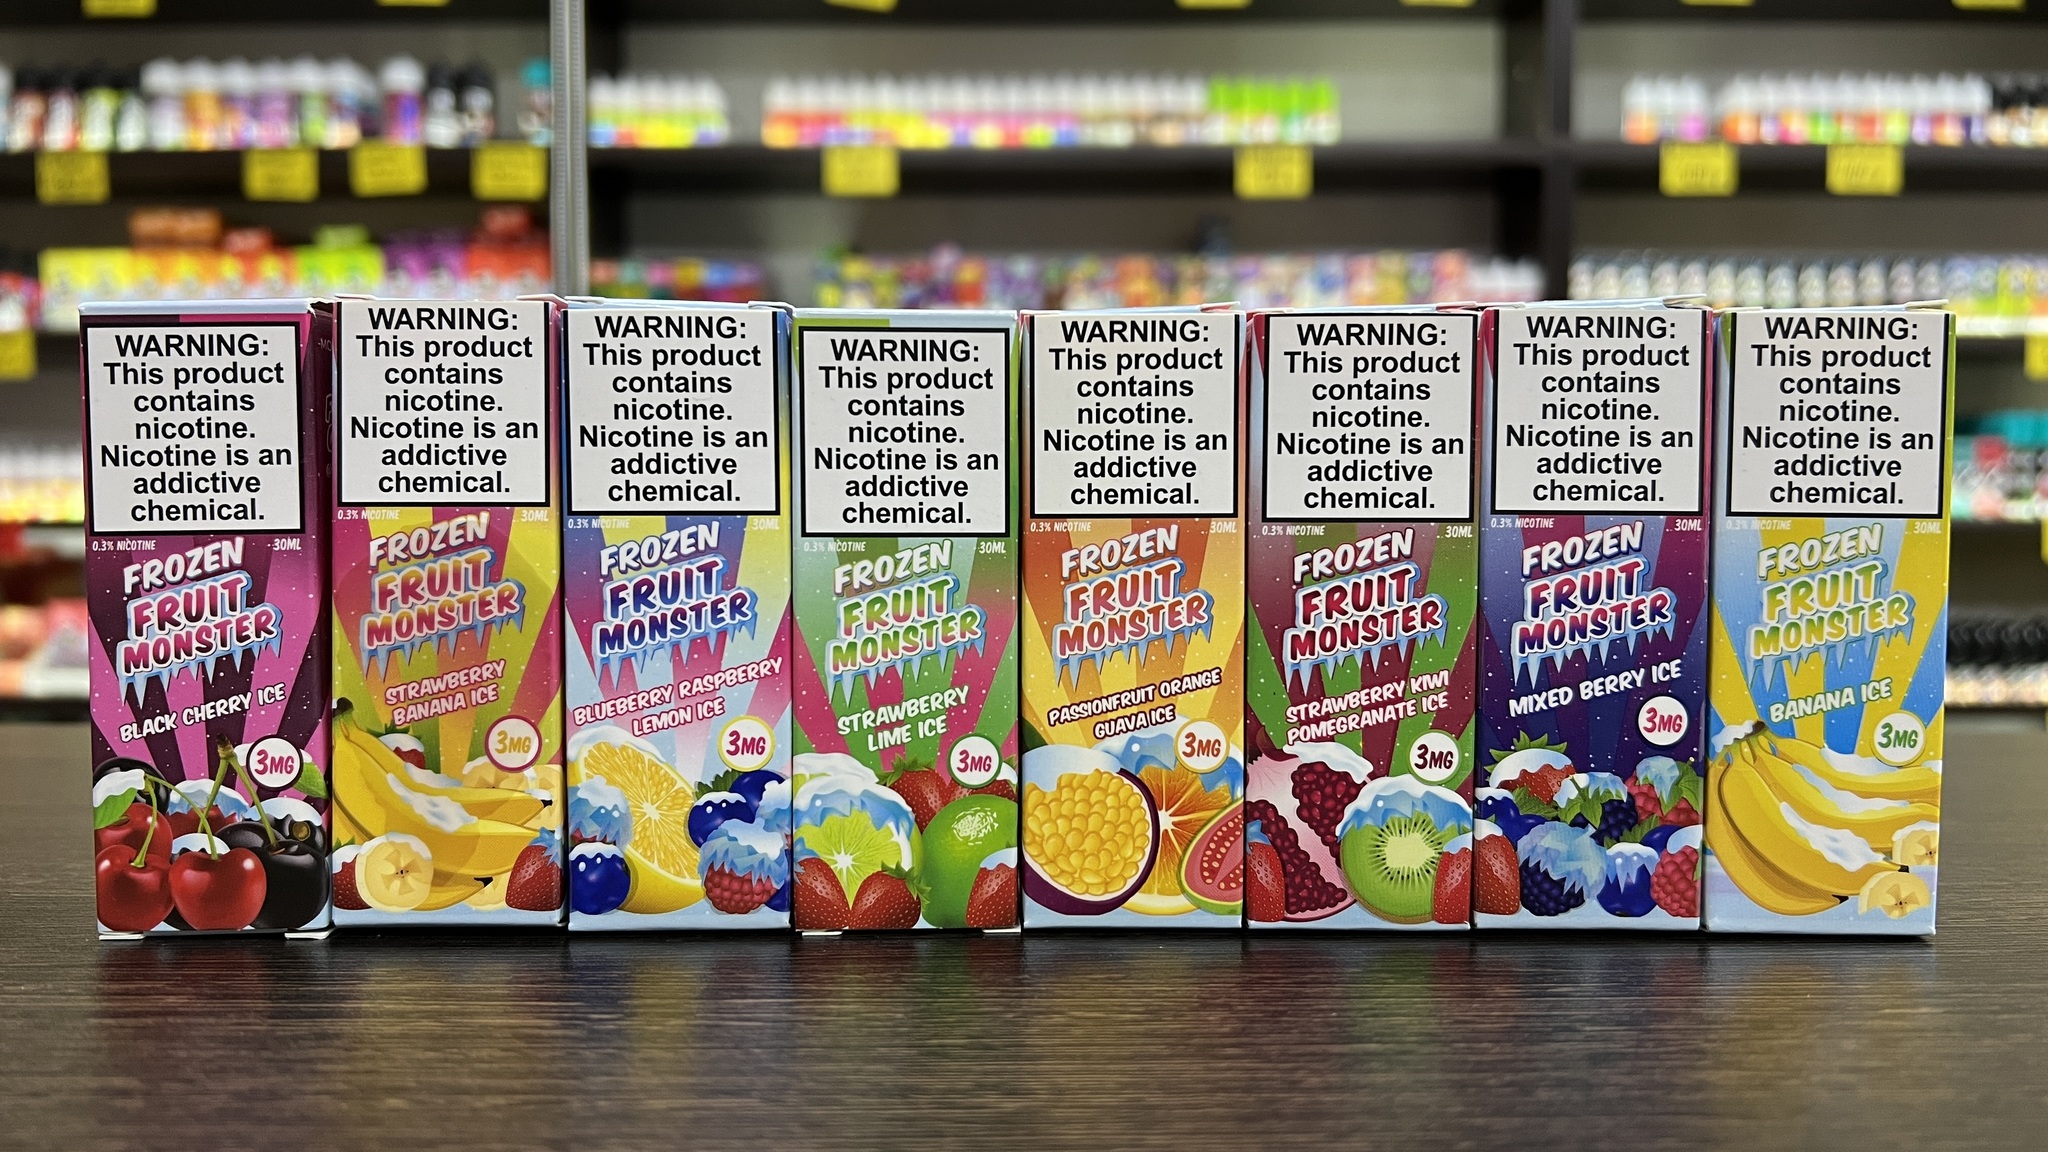 WARNING:
This product
contains
nicotine.
Nicotine is an
addictive
chemical.
0.3% NICOTINE 30ML
FROZEN
FRUIT
MONSTER
BLACK CHERRY ICE
3MG
WARNING:
This product
contains
nicotine.
Nicotine is an
addictive
chemical.
0.3% NICOTINE 30ML
FROZEN
FRUIT
MONSTER
STRAWBERRY
BANANA ICE
3MG
WARNING:
This product
contains
nicotine.
Nicotine is an
addictive
chemical.
0.3% NICOTINE 30ML
FROZEN
FRUIT
MONSTER
BLUEBERRY RASPBERRY
LEMON ICE
3MG
WARNING:
This product
contains
nicotine.
Nicotine is an
addictive
chemical.
0.3% NICOTINE 30ML
FROZEN
FRUIT
MONSTER
STRAWBERRY
LIME ICE
3MG
WARNING:
This product
contains
nicotine.
Nicotine is an
addictive
chemical.
0.3% NICOTINE 30ML
FROZEN
FRUIT
MONSTER
PASSIONFRUIT ORANGE
GUAVA ICE
3MG
WARNING:
This product
contains
nicotine.
Nicotine is an
addictive
chemical.
0.3% NICOTINE 30ML
FROZEN
FRUIT
MONSTER
STRAWBERRY KIWI
POMEGRANATE ICE
3MG
WARNING:
This product
contains
nicotine.
Nicotine is an
addictive
chemical.
0.3% NICOTINE 30ML
FROZEN
FRUIT
MONSTER
MIXED BERRY ICE
3MG
WARNING:
This product
contains
nicotine.
Nicotine is an
addictive
chemical.
0.3% NICOTINE 30ML
FROZEN
FRUIT
MONSTER
BANANA ICE
3MG